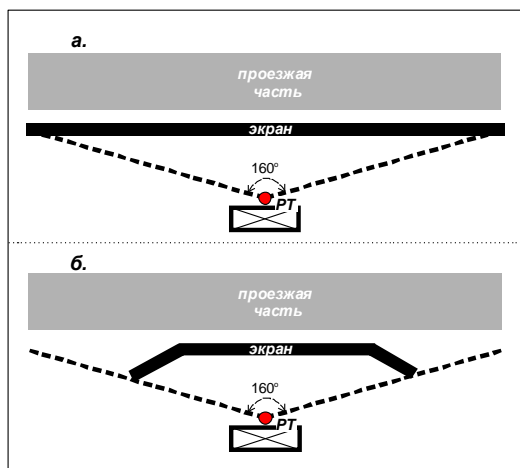 а.
проезжая
часть
экран
160°
РТ
б.
проезжая
часть
экран
160°
РТ